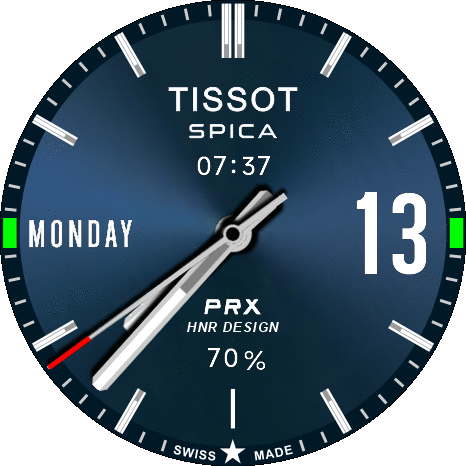 TISSOT
SPICA
07:37
MONDAY
13
PRX
HNR DESIGN
70%
SWISS MADE